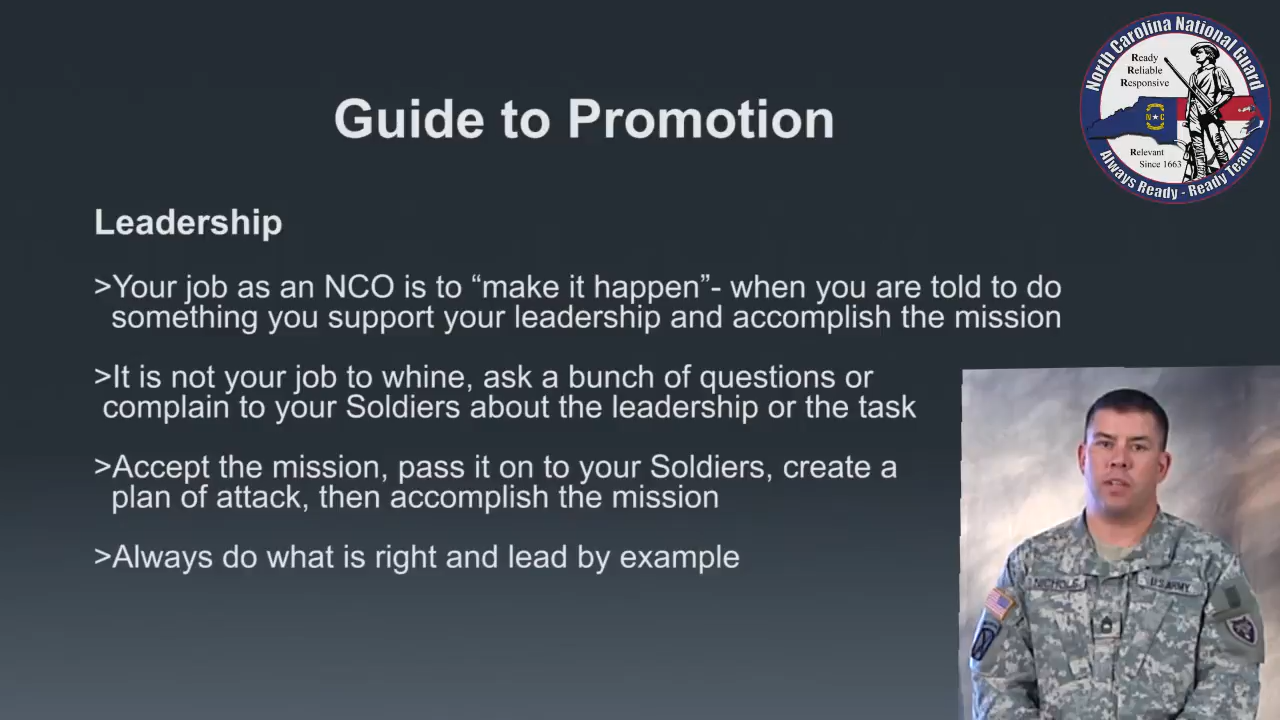 North Carolina National Guard
Ready
Reliable
Responsive
N C
Relevant
Since 1663
Always Ready - Ready Team
Guide to Promotion
Leadership
>Your job as an NCO is to “make it happen”- when you are told to do
something you support your leadership and accomplish the mission
>It is not your job to whine, ask a bunch of questions or
complain to your Soldiers about the leadership or the task
>Accept the mission, pass it on to your Soldiers, create a
plan of attack, then accomplish the mission
>Always do what is right and lead by example
NICHOLS
U.S. ARMY